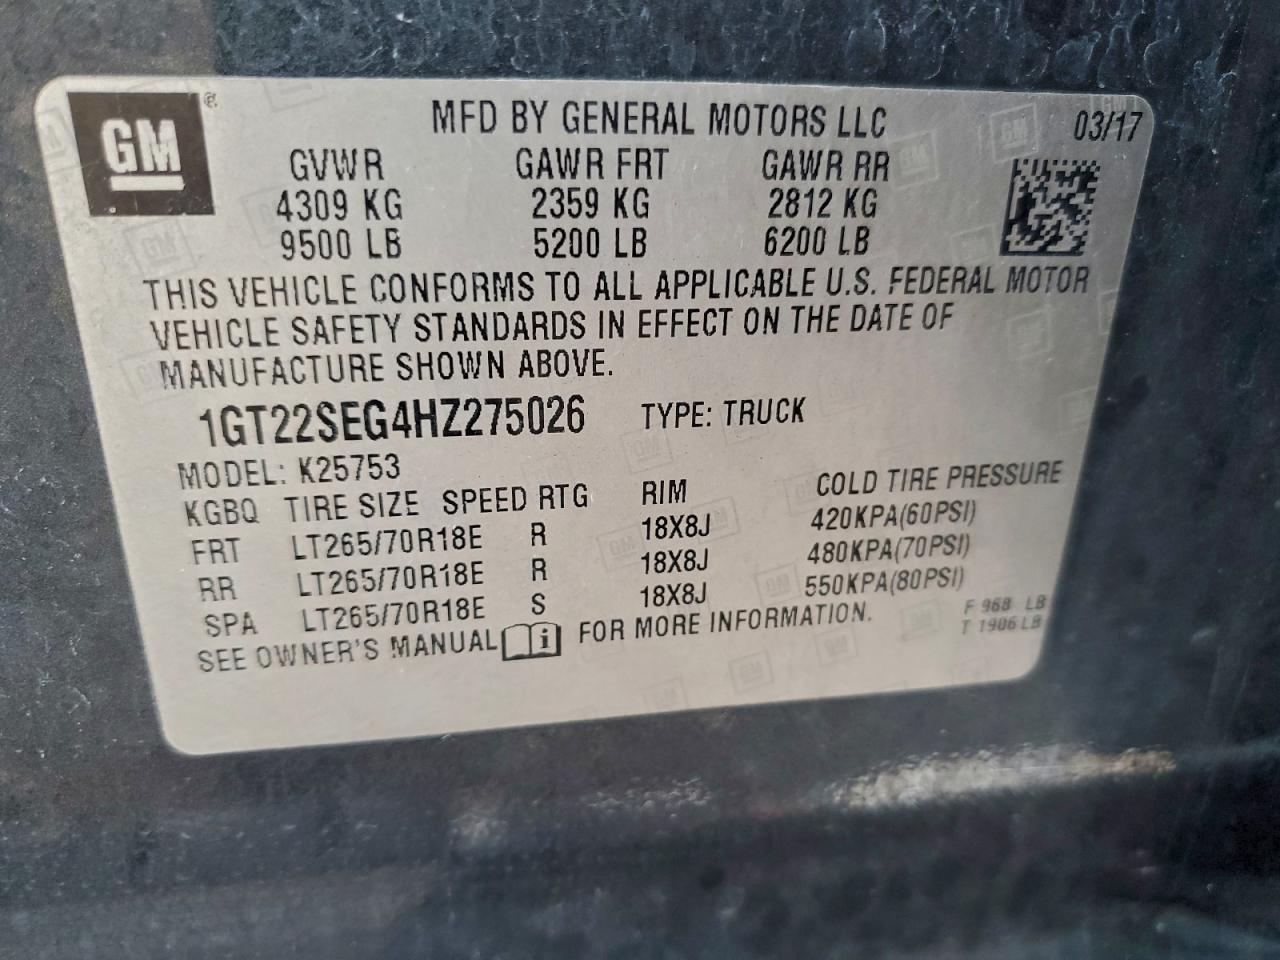 GM ®
MFD BY GENERAL MOTORS LLC 03/17
GVWR GAWR FRT GAWR RR
4309 KG 2359 KG 2812 KG
9500 LB 5200 LB 6200 LB
THIS VEHICLE CONFORMS TO ALL APPLICABLE U.S. FEDERAL MOTOR
VEHICLE SAFETY STANDARDS IN EFFECT ON THE DATE OF
MANUFACTURE SHOWN ABOVE.
1GT22SEG4HZ275026 TYPE: TRUCK
MODEL: K25753
KGBQ TIRE SIZE SPEED RTG RIM COLD TIRE PRESSURE
FRT LT265/70R18E R 18X8J 420KPA(60PSI)
RR LT265/70R18E R 18X8J 480KPA(70PSI)
SPA LT265/70R18E S 18X8J 550KPA(80PSI)
SEE OWNER'S MANUAL i FOR MORE INFORMATION.
F 968 LB
T 1906 LB